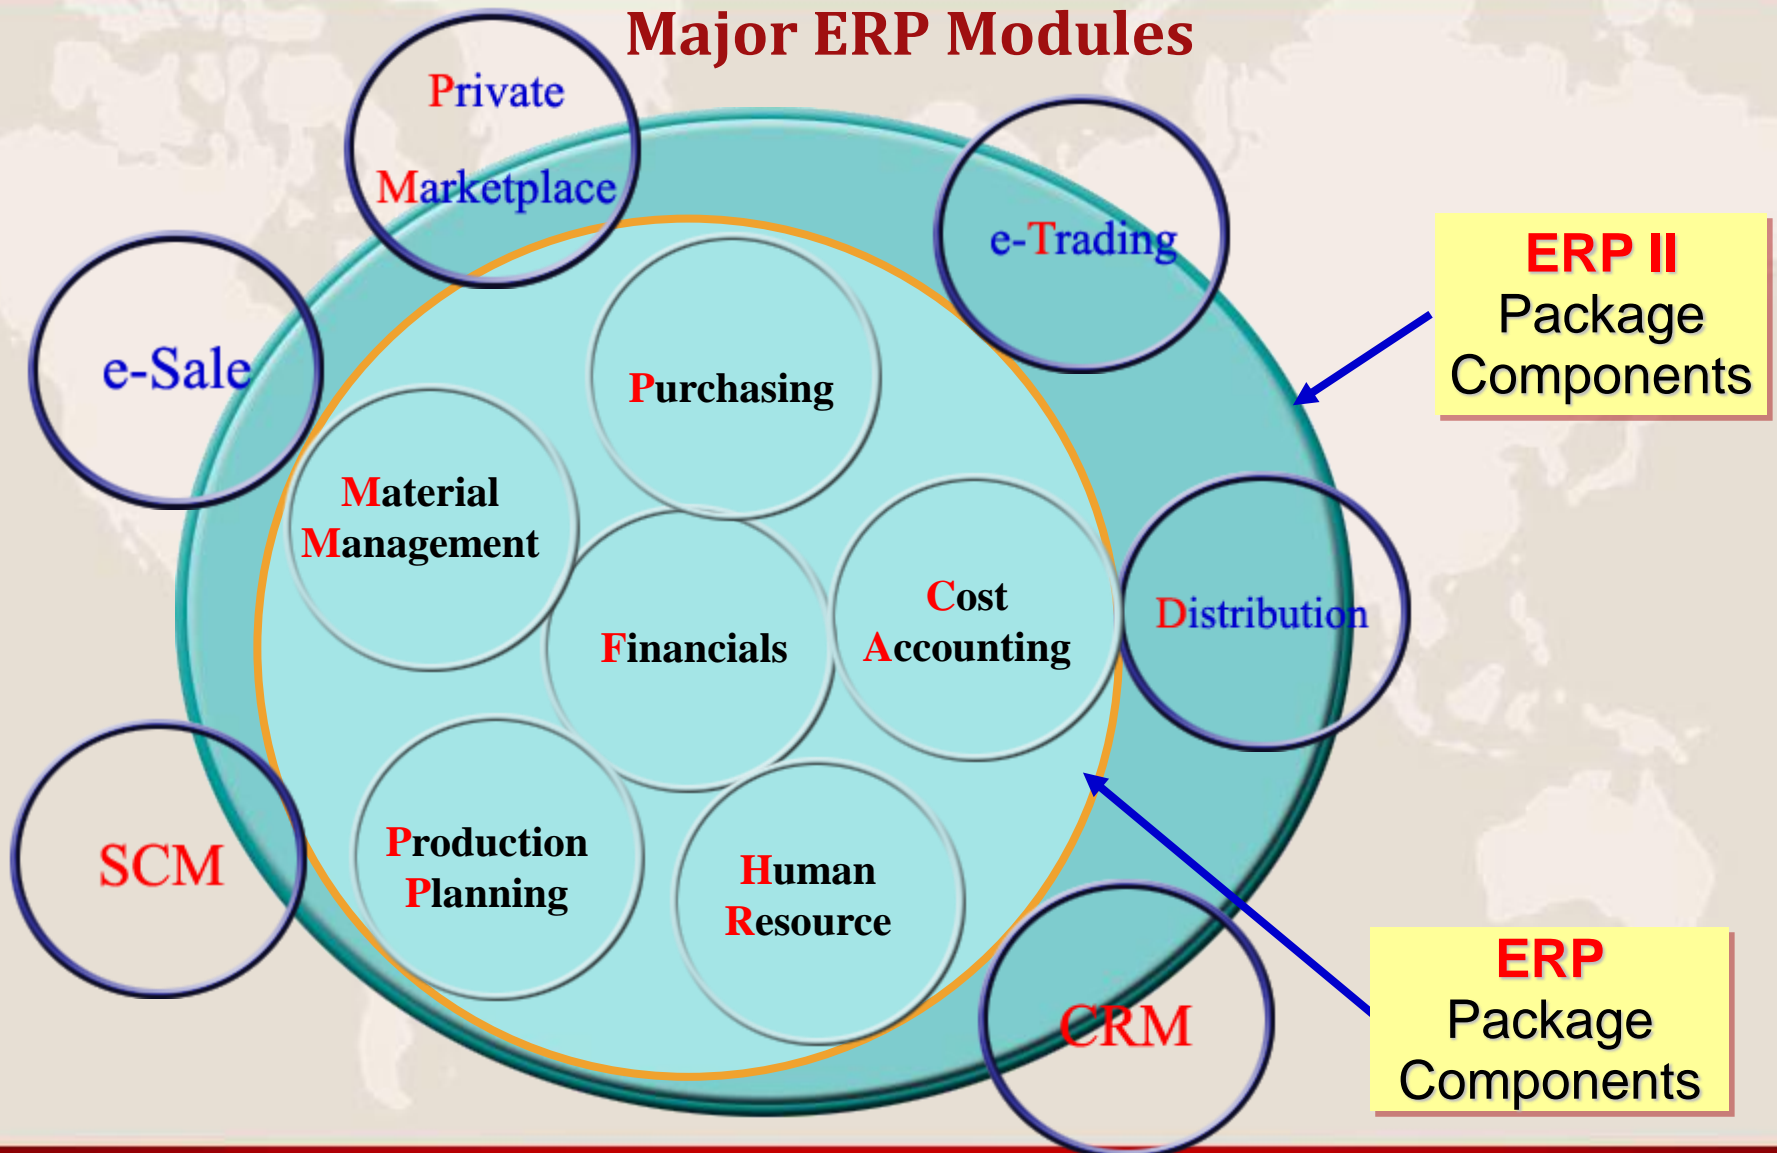 Major ERP Modules
Private
Marketplace
e-Trading
ERP II
Package
Components
e-Sale
Purchasing
Material
Management
Cost
Accounting
Financials
Distribution
Production
Planning
Human
Resource
SCM
CRM
ERP
Package
Components